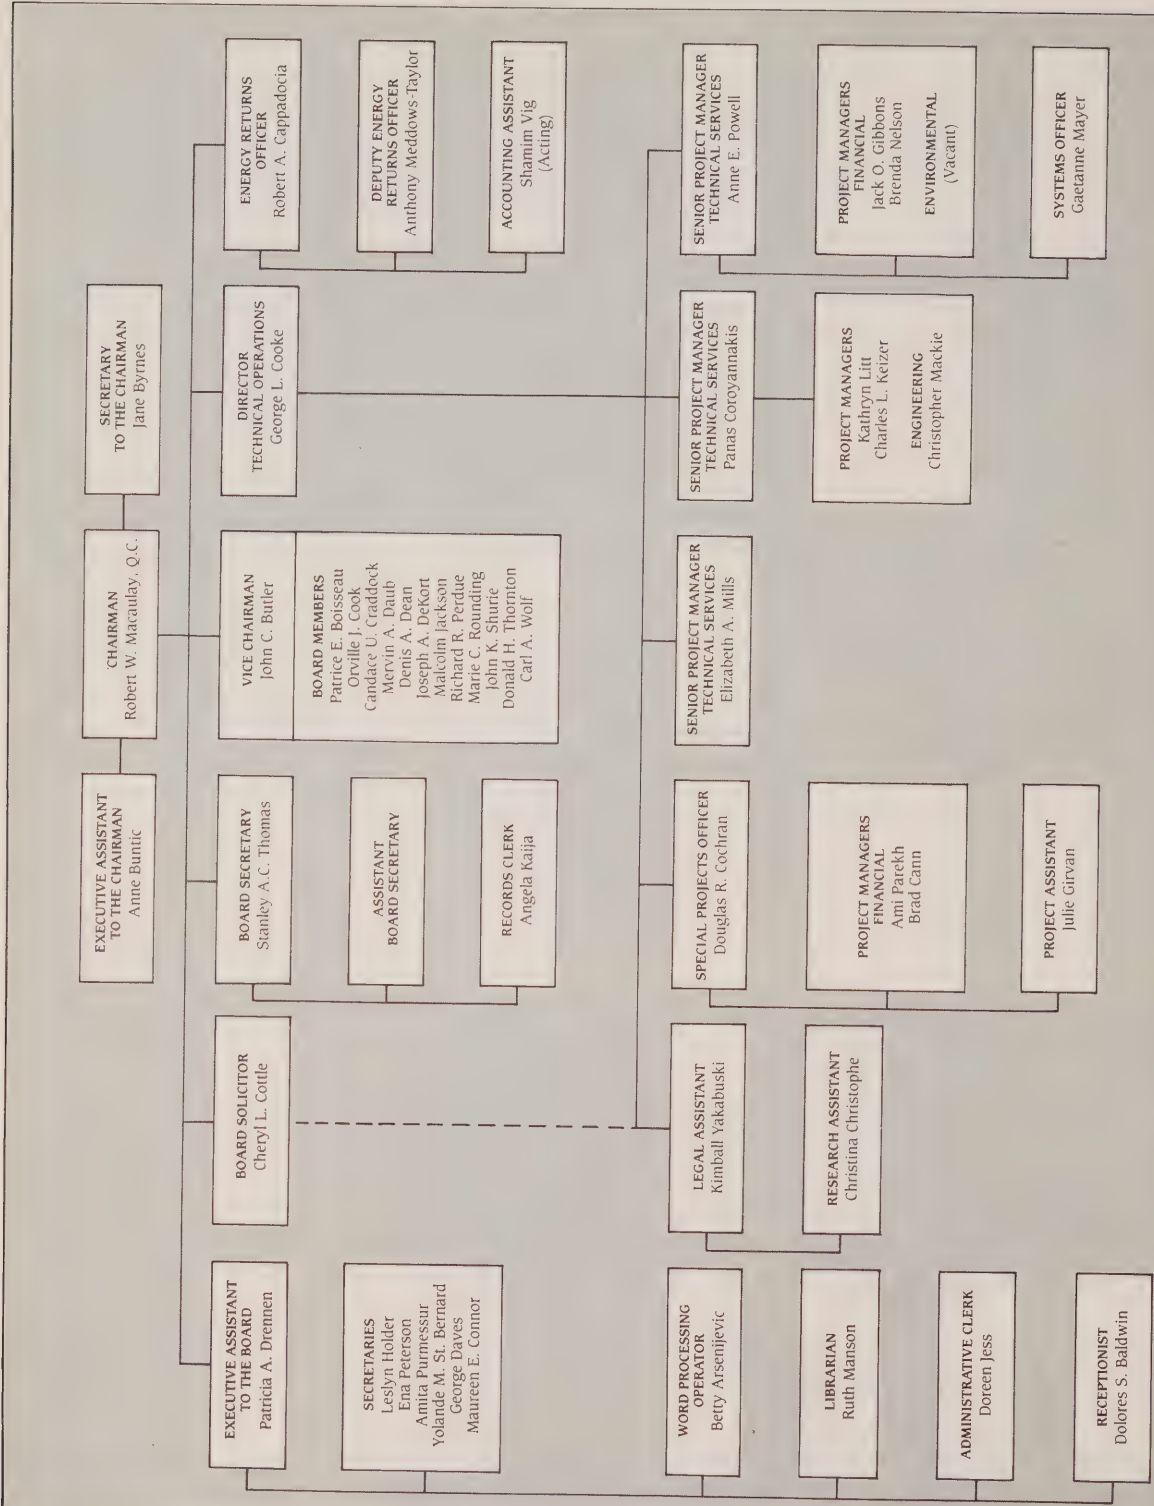 CHAIRMAN
Robert W. Macaulay, Q.C.
EXECUTIVE ASSISTANT
TO THE CHAIRMAN
Anne Buntic
SECRETARY
TO THE CHAIRMAN
Jane Byrnes
EXECUTIVE ASSISTANT
TO THE BOARD
Patricia A. Drennen
SECRETARIES
Leslyn Holder
Ena Peterson
Amita Purmessur
Yolande M. St. Bernard
George Daves
Maureen E. Connor
WORD PROCESSING
OPERATOR
Betty Arsenijevic
LIBRARIAN
Ruth Manson
ADMINISTRATIVE CLERK
Doreen Jess
RECEPTIONIST
Dolores S. Baldwin
BOARD SOLICITOR
Cheryl L. Cottle
LEGAL ASSISTANT
Kimball Yakabuski
RESEARCH ASSISTANT
Christina Christophe
BOARD SECRETARY
Stanley A.C. Thomas
ASSISTANT
BOARD SECRETARY
RECORDS CLERK
Angela Kaija
VICE CHAIRMAN
John C. Butler
BOARD MEMBERS
Patrice E. Boisseau
Orville J. Cook
Candace U. Craddock
Mervin A. Daub
Denis A. Dean
Joseph A. DeKort
Malcolm Jackson
Richard R. Perdue
Marie C. Rounding
John K. Shurie
Donald H. Thornton
Carl A. Wolf
DIRECTOR
TECHNICAL OPERATIONS
George L. Cooke
ENERGY RETURNS
OFFICER
Robert A. Cappadocia
DEPUTY ENERGY
RETURNS OFFICER
Anthony Meddows-Taylor
ACCOUNTING ASSISTANT
Shamim Vig
(Acting)
SPECIAL PROJECTS OFFICER
Douglas R. Cochran
PROJECT MANAGERS
FINANCIAL
Ami Parekh
Brad Cann
PROJECT ASSISTANT
Julie Girvan
SENIOR PROJECT MANAGER
TECHNICAL SERVICES
Elizabeth A. Mills
SENIOR PROJECT MANAGER
TECHNICAL SERVICES
Panas Coroyannakis
PROJECT MANAGERS
Kathryn Litt
Charles L. Keizer
ENGINEERING
Christopher Mackie
SENIOR PROJECT MANAGER
TECHNICAL SERVICES
Anne E. Powell
PROJECT MANAGERS
FINANCIAL
Jack O. Gibbons
Brenda Nelson
ENVIRONMENTAL
(Vacant)
SYSTEMS OFFICER
Gaetanne Mayer